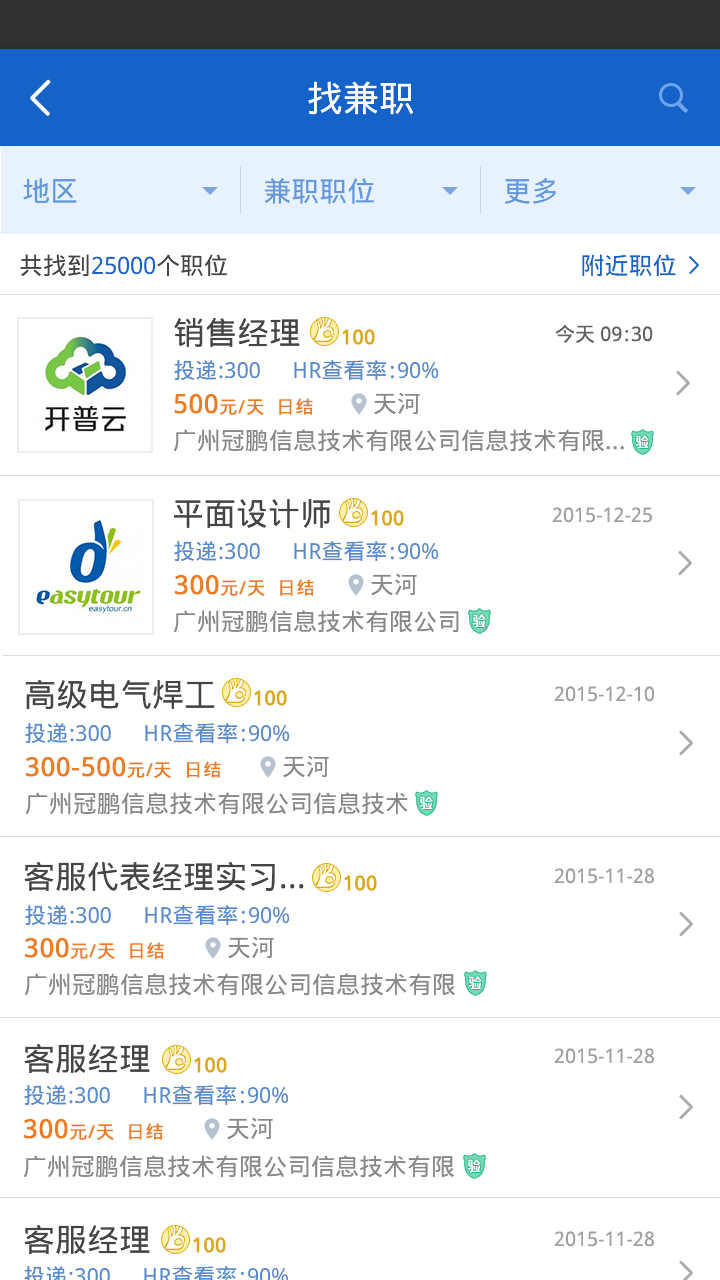 找兼职
地区 兼职职位 更多
共找到25000个职位 附近职位
开普云
销售经理 100 今天 09:30
投递:300 HR查看率:90%
500元/天 日结 天河
广州冠鹏信息技术有限公司信息技术有限... 验
easytour
easytour.cn
平面设计师 100 2015-12-25
投递:300 HR查看率:90%
300元/天 日结 天河
广州冠鹏信息技术有限公司 验
高级电气焊工 100 2015-12-10
投递:300 HR查看率:90%
300-500元/天 日结 天河
广州冠鹏信息技术有限公司信息技术 验
客服代表经理实习... 100 2015-11-28
投递:300 HR查看率:90%
300元/天 日结 天河
广州冠鹏信息技术有限公司信息技术有限 验
客服经理 100 2015-11-28
投递:300 HR查看率:90%
300元/天 日结 天河
广州冠鹏信息技术有限公司信息技术有限 验
客服经理 100 2015-11-28
投递:300 HR查看率:90%